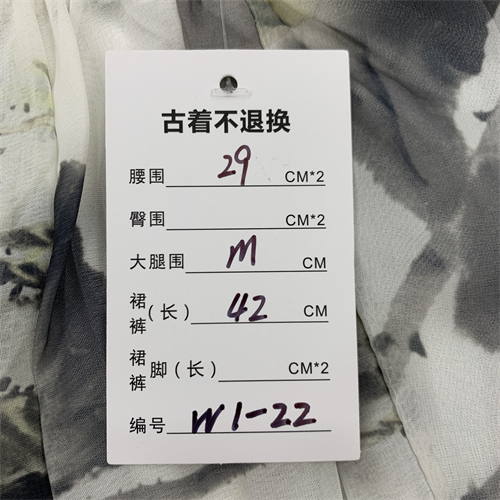 古着不退换
腰围 29 CM*2
臀围 CM*2
大腿围 M CM
裙裤(长) 42 CM
裙裤脚(长) CM*2
编号 W1-22